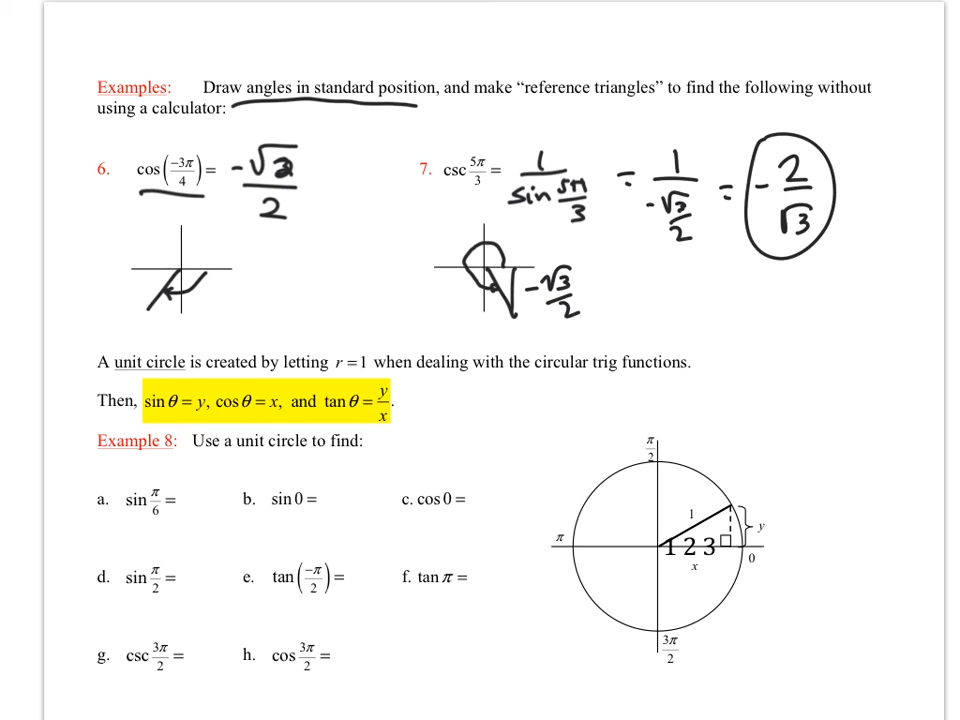 Examples: Draw angles in standard position, and make “reference triangles” to find the following without
using a calculator:
6. cos(-3π/4) = -√2/2
7. csc 5π/3 = 1/(sin 5π/3) = 1/(-√3/2) = -2/√3
-√3/2
A unit circle is created by letting r = 1 when dealing with the circular trig functions.
Then, sin θ = y, cos θ = x, and tan θ = y/x.
Example 8: Use a unit circle to find:
a. sin π/6 = b. sin 0 = c. cos 0 =
d. sin π/2 = e. tan(-π/2) = f. tan π =
g. csc 3π/2 = h. cos 3π/2 =
π/2
1
y
π
1 2 3
0
x
3π/2